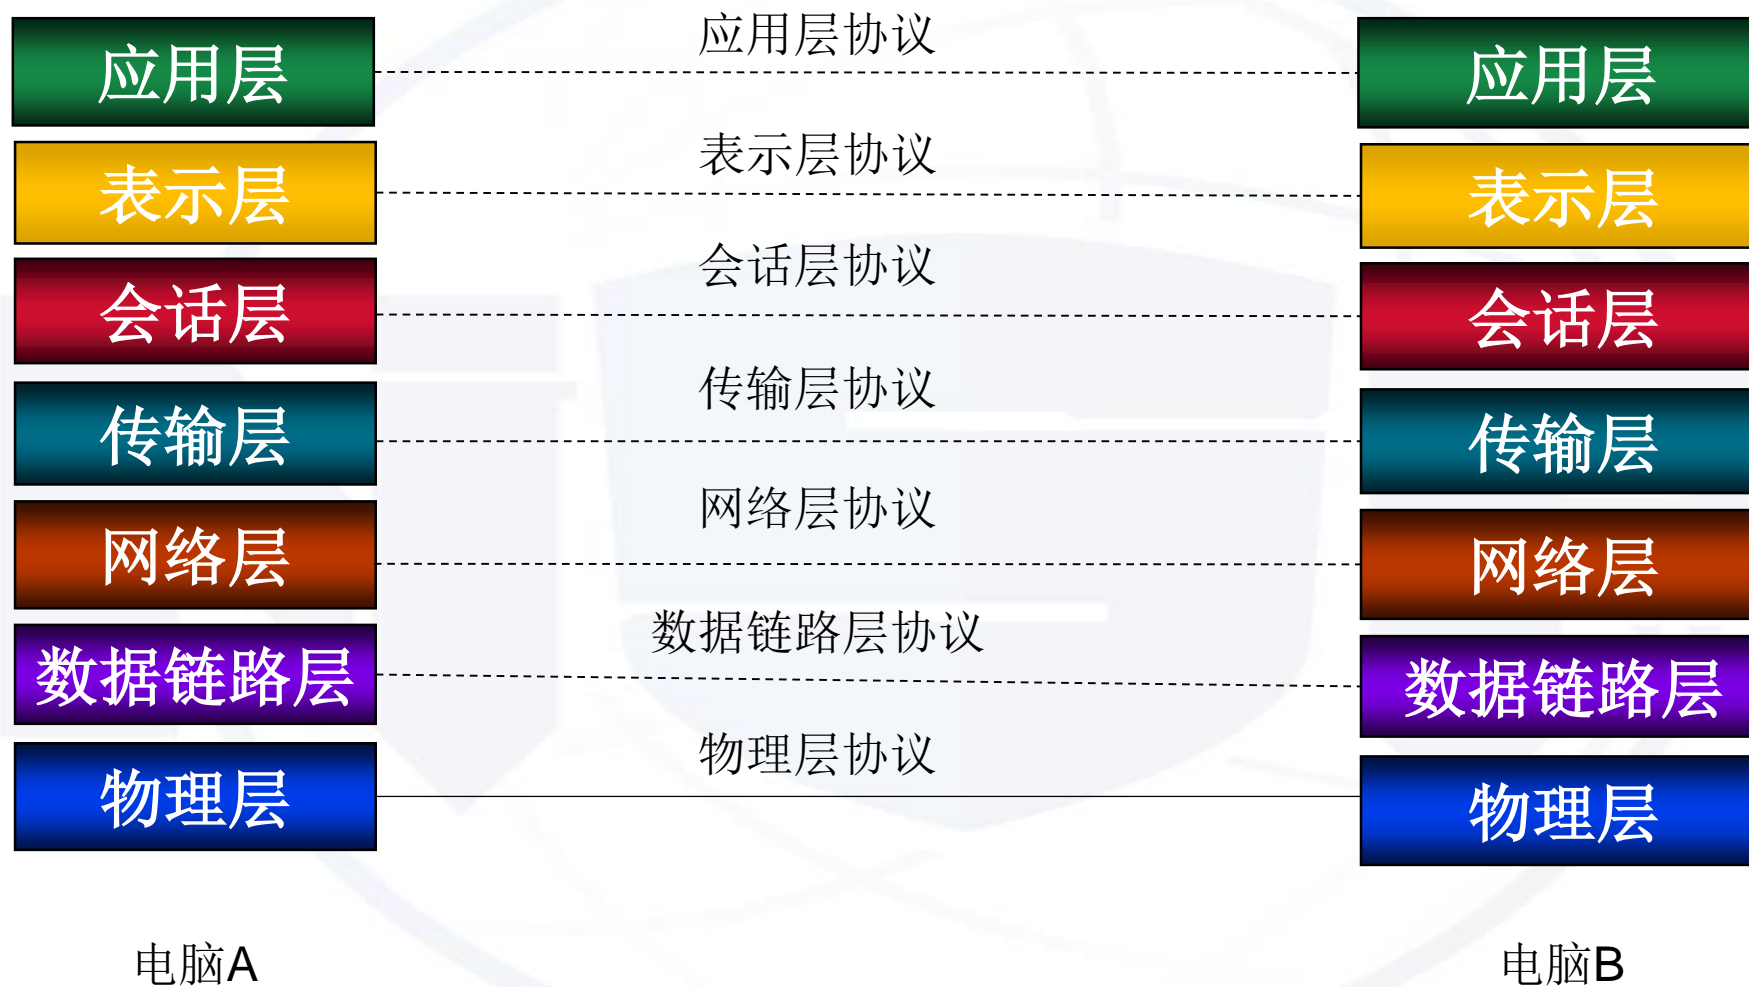 应用层
应用层协议
应用层
表示层
表示层协议
表示层
会话层
会话层协议
会话层
传输层
传输层协议
传输层
网络层
网络层协议
网络层
数据链路层
数据链路层协议
数据链路层
物理层
物理层协议
物理层
电脑A
电脑B